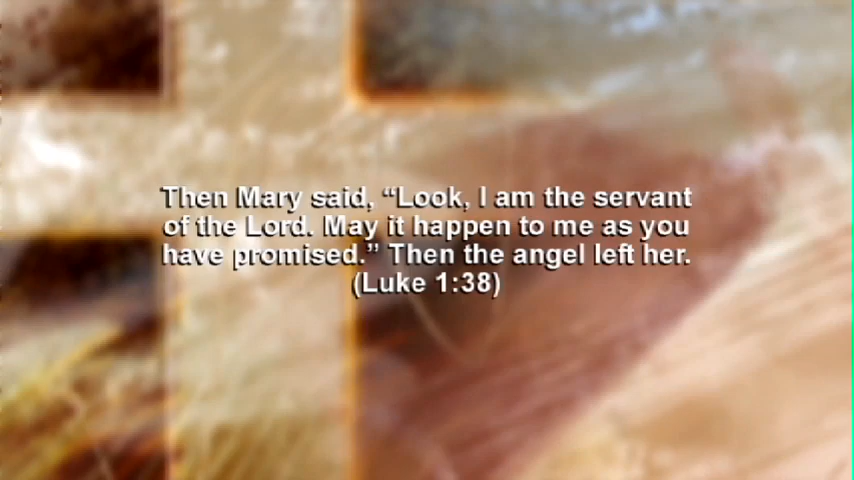 Then Mary said, “Look, I am the servant
of the Lord. May it happen to me as you
have promised.” Then the angel left her.
(Luke 1:38)